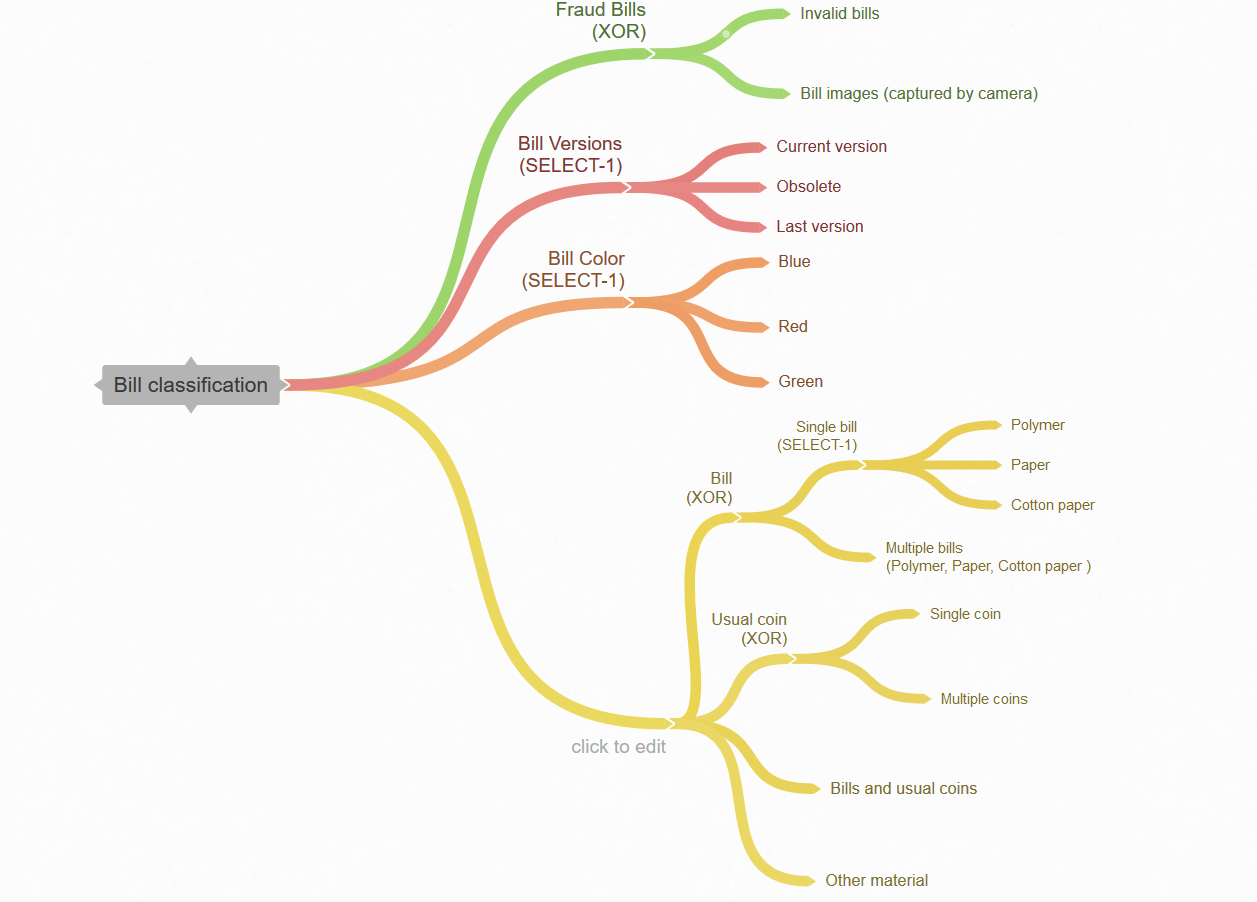 Fraud Bills
(XOR)
Invalid bills
Bill images (captured by camera)
Bill Versions
(SELECT-1)
Current version
Obsolete
Last version
Bill Color
(SELECT-1)
Blue
Red
Green
Bill classification
Single bill
(SELECT-1)
Polymer
Paper
Cotton paper
Bill
(XOR)
Multiple bills
(Polymer, Paper, Cotton paper )
Usual coin
(XOR)
Single coin
Multiple coins
click to edit
Bills and usual coins
Other material